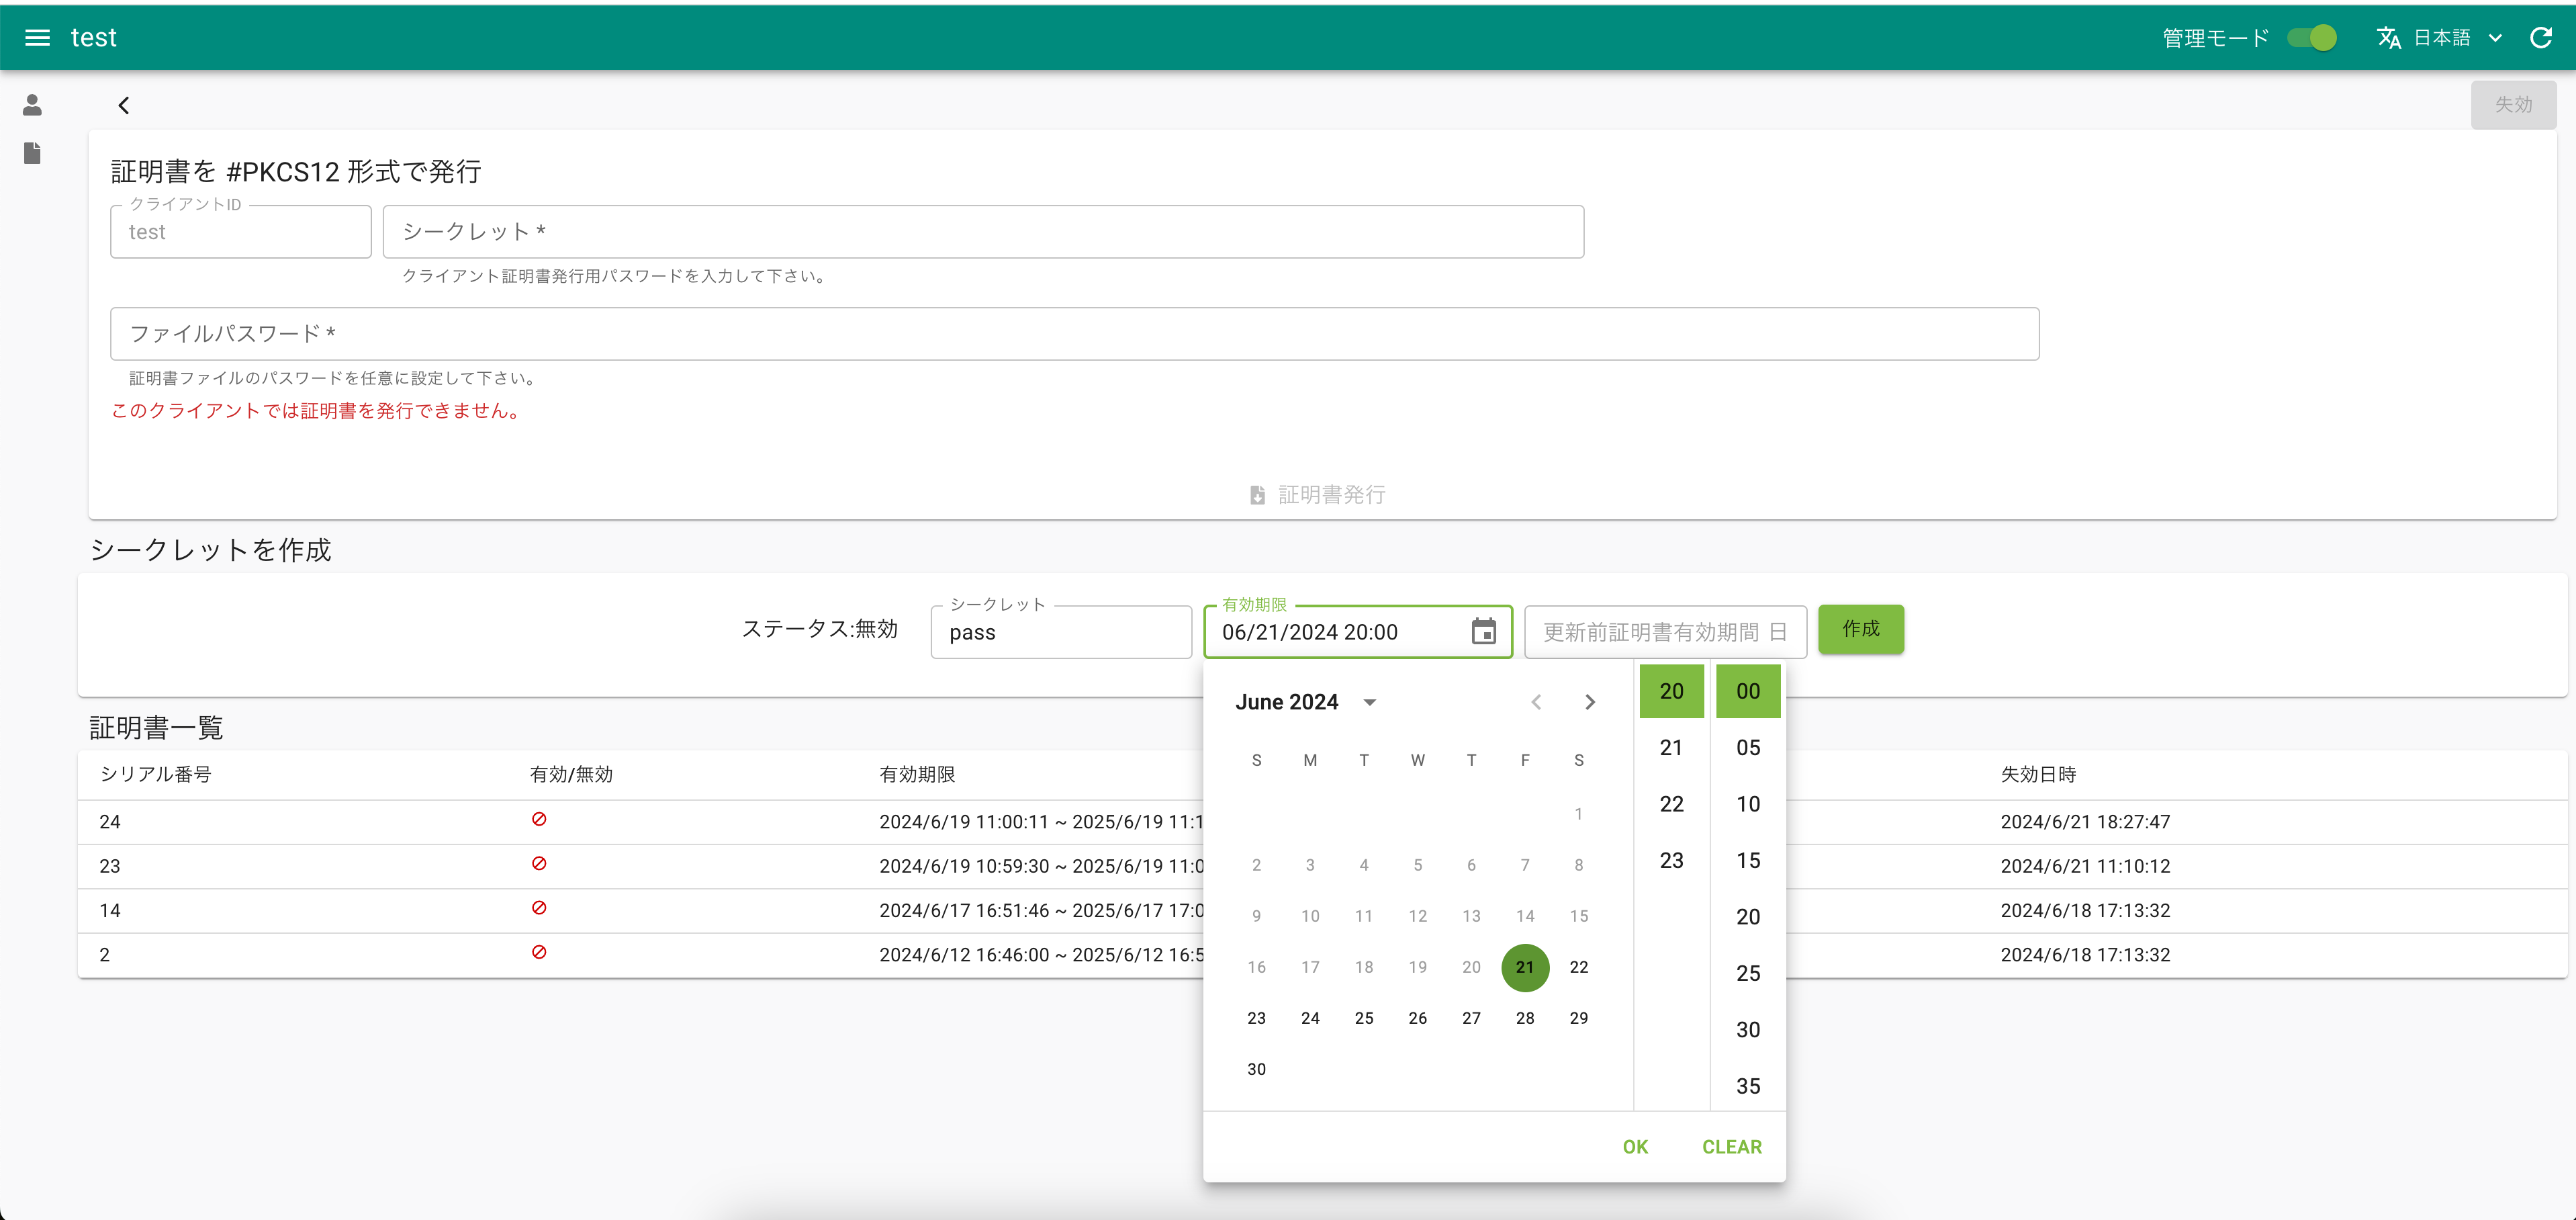 test
管理モード
日本語
失効
証明書を #PKCS12 形式で発行
クライアントID
test
シークレット *
クライアント証明書発行用パスワードを入力して下さい。
ファイルパスワード *
証明書ファイルのパスワードを任意に設定して下さい。
このクライアントでは証明書を発行できません。
証明書発行
シークレットを作成
ステータス:無効
シークレット
pass
有効期限
06/21/2024 20:00
更新前証明書有効期間 日
作成
証明書一覧
シリアル番号 有効/無効 有効期限 失効日時
24 2024/6/19 11:00:11 ~ 2025/6/19 11:1 2024/6/21 18:27:47
23 2024/6/19 10:59:30 ~ 2025/6/19 11:0 2024/6/21 11:10:12
14 2024/6/17 16:51:46 ~ 2025/6/17 17:0 2024/6/18 17:13:32
2 2024/6/12 16:46:00 ~ 2025/6/12 16:5 2024/6/18 17:13:32
June 2024
S M T W T F S
1
2 3 4 5 6 7 8
9 10 11 12 13 14 15
16 17 18 19 20 21 22
23 24 25 26 27 28 29
30
20 00
21 05
22 10
23 15
20
25
30
35
OK CLEAR